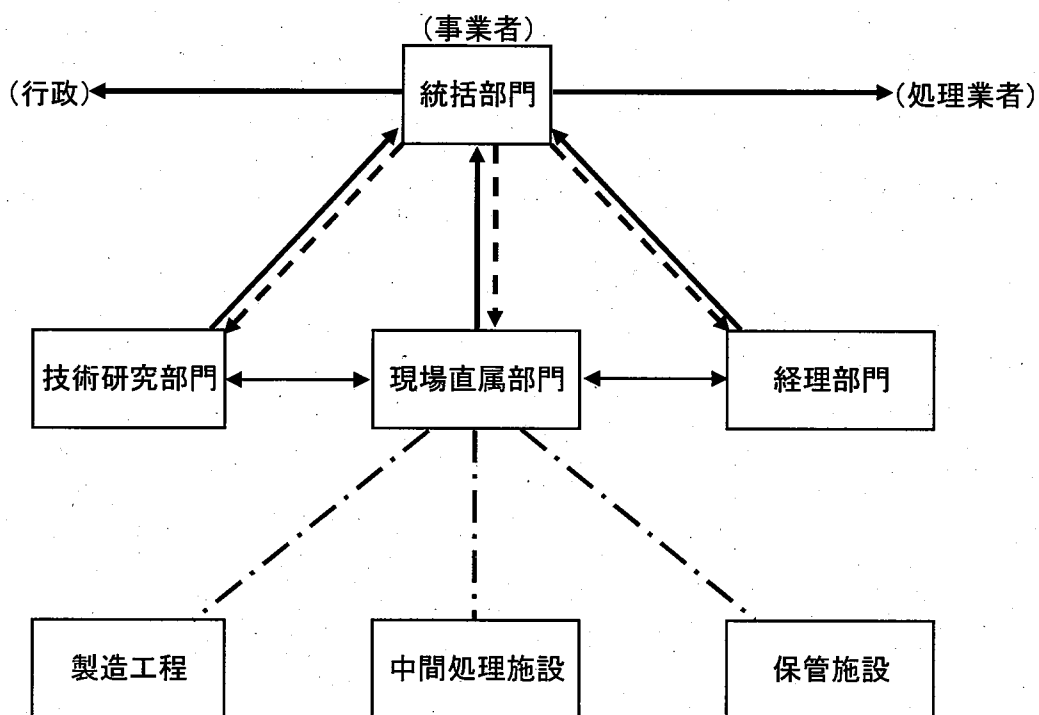 (事業者)
(行政)
統括部門
(処理業者)
技術研究部門
現場直属部門
経理部門
製造工程
中間処理施設
保管施設